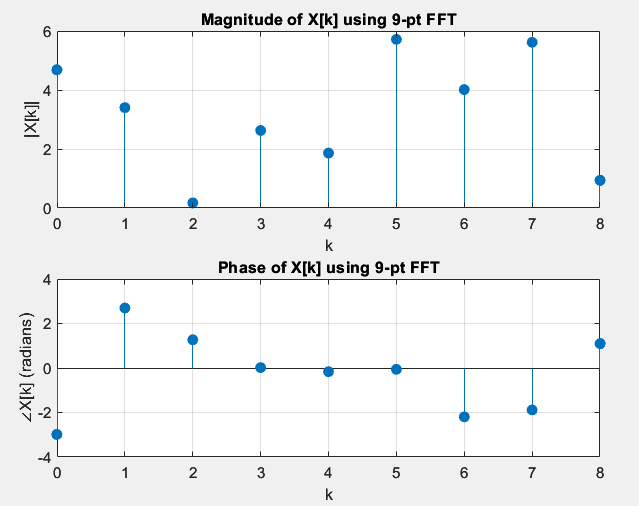 Magnitude of X[k] using 9-pt FFT
6
4
2
0
|X[k]|
0 1 2 3 4 5 6 7 8
k
Phase of X[k] using 9-pt FFT
4
2
0
-2
-4
∠X[k] (radians)
0 1 2 3 4 5 6 7 8
k